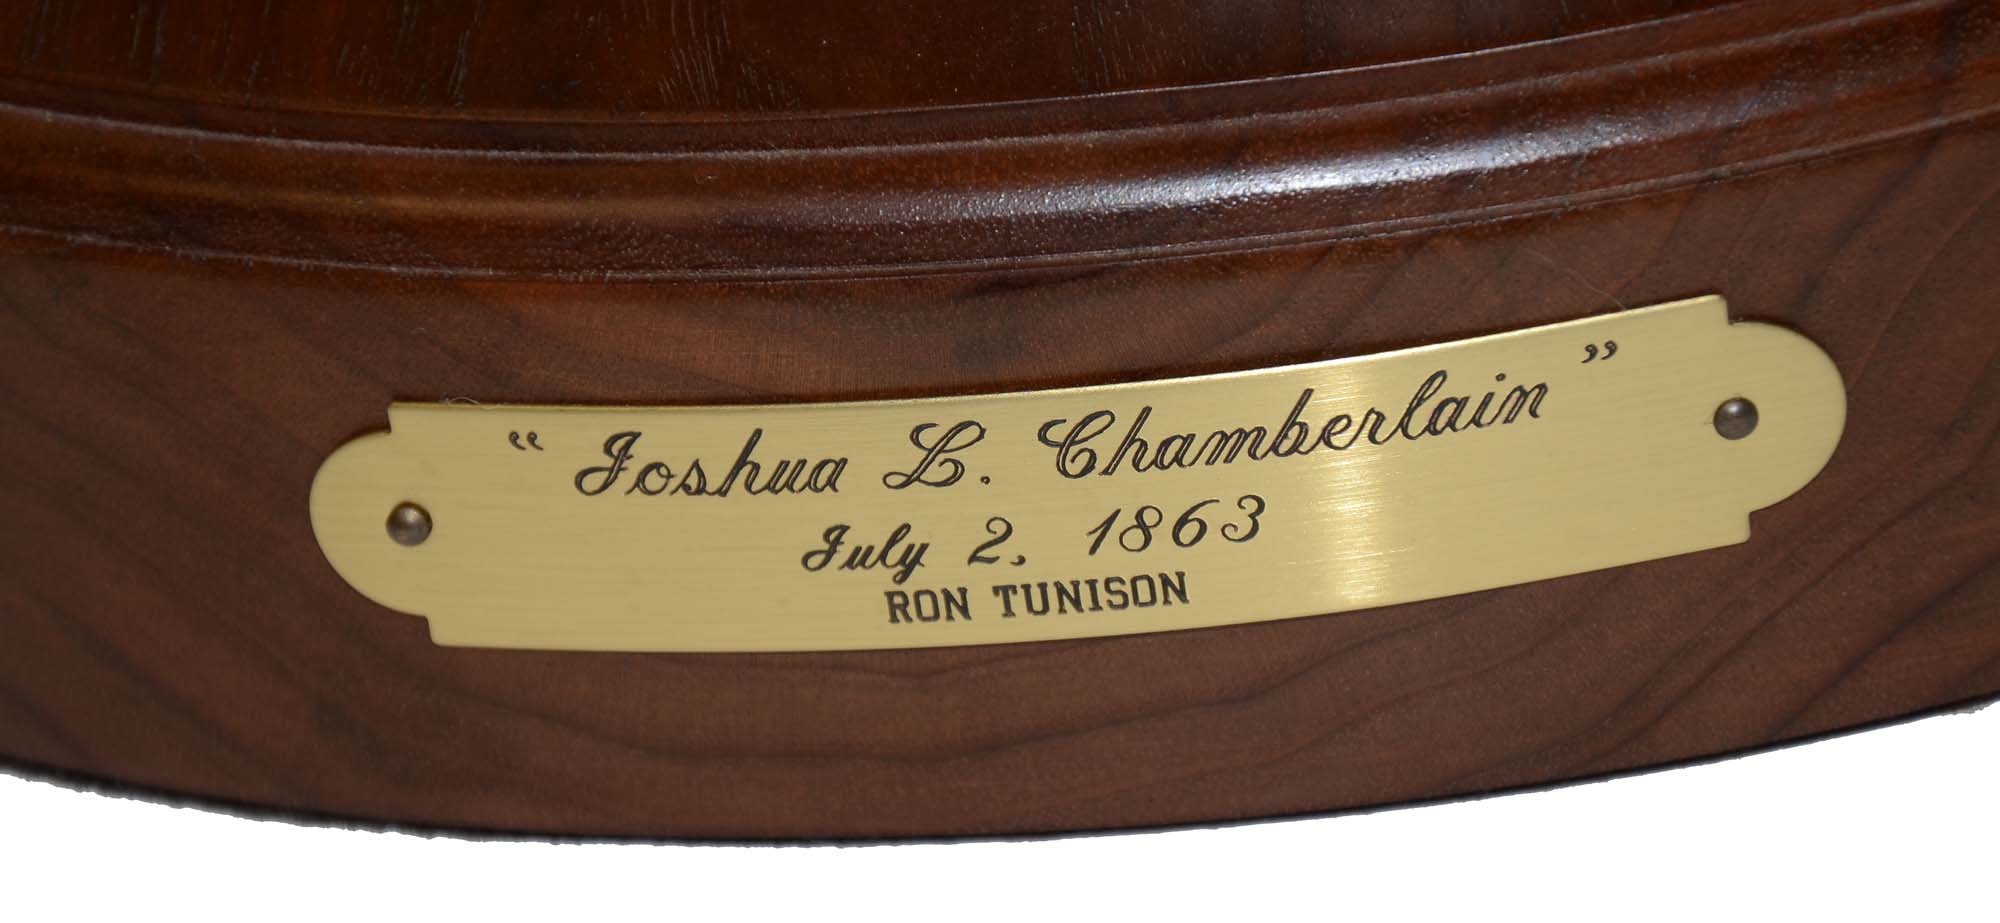 “ Joshua L. Chamberlain ”
July 2, 1863
RON TUNISON